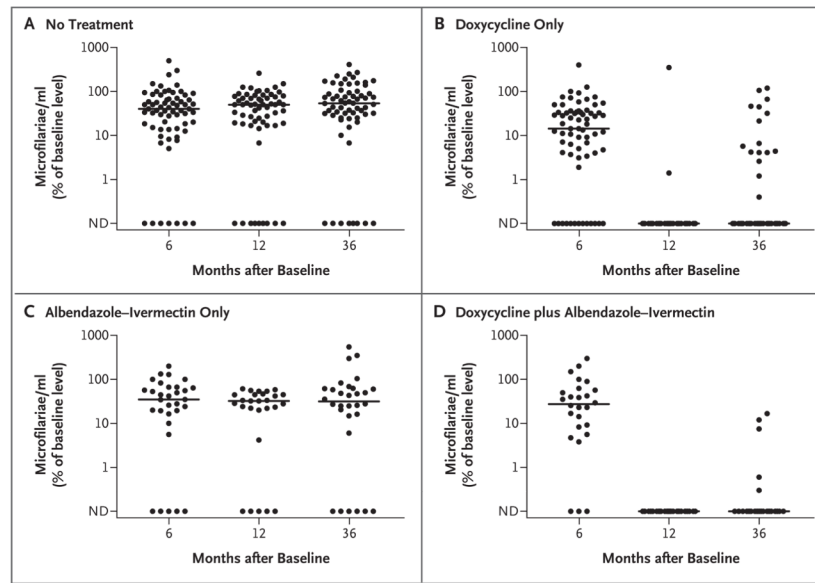 A No Treatment
Microfilariae/ml
(% of baseline level)
1000
100
10
1
ND
6 12 36
Months after Baseline
B Doxycycline Only
Microfilariae/ml
(% of baseline level)
1000
100
10
1
ND
6 12 36
Months after Baseline
C Albendazole–Ivermectin Only
Microfilariae/ml
(% of baseline level)
1000
100
10
1
ND
6 12 36
Months after Baseline
D Doxycycline plus Albendazole–Ivermectin
Microfilariae/ml
(% of baseline level)
1000
100
10
1
ND
6 12 36
Months after Baseline